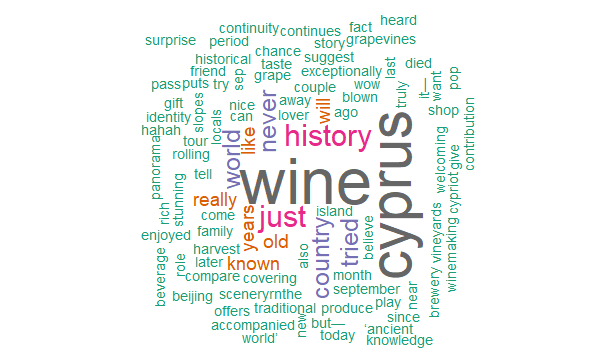 heard
continuity continues fact
surprise period story grapevines
historical chance suggest
friend taste exceptionally last died
pass puts try sep grape couple wow truly it— want pop
gift nice away never will blown
identity slopes can lover ago shop
hahah locals like history cyprus contribution
tour world
rolling wine
panorama tell welcoming give
rich stunning really just island
come years country tried believe cypriot
enjoyed family old also
harvest known vineyards
later month winemaking
beverage role compare covering september near brewery
beijing sceneryrnthe play
offers traditional produce since
accompanied new but— today 'ancient
world' knowledge